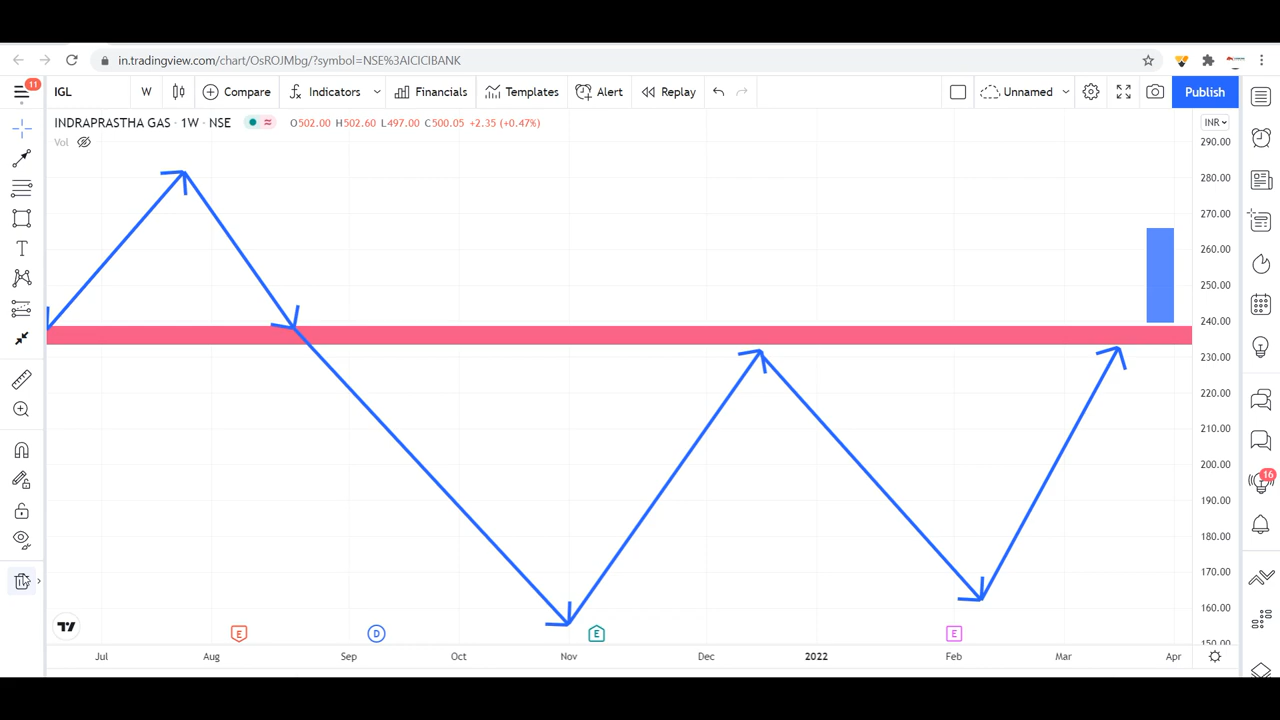 in.tradingview.com/chart/OsROJMbg/?symbol=NSE%3AICICIBANK
11
IGL W Compare Indicators Financials Templates Alert Replay Unnamed Publish
INDRAPRASTHA GAS · 1W · NSE O502.00 H502.60 L497.00 C500.05 +2.35 (+0.47%) INR
Vol
290.00
280.00
270.00
260.00
250.00
240.00
230.00
220.00
210.00
200.00
16
190.00
180.00
170.00
160.00
E D E E
150.00
Jul Aug Sep Oct Nov Dec 2022 Feb Mar Apr